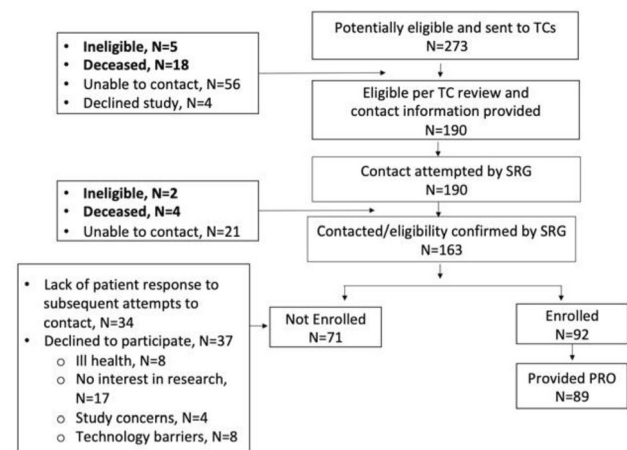 Potentially eligible and sent to TCs
N=273
• Ineligible, N=5
• Deceased, N=18
• Unable to contact, N=56
• Declined study, N=4
Eligible per TC review and
contact information provided
N=190
Contact attempted by SRG
N=190
• Ineligible, N=2
• Deceased, N=4
• Unable to contact, N=21
Contacted/eligibility confirmed by SRG
N=163
• Lack of patient response to
subsequent attempts to
contact, N=34
• Declined to participate, N=37
o Ill health, N=8
o No interest in research,
N=17
o Study concerns, N=4
o Technology barriers, N=8
Not Enrolled
N=71
Enrolled
N=92
Provided PRO
N=89